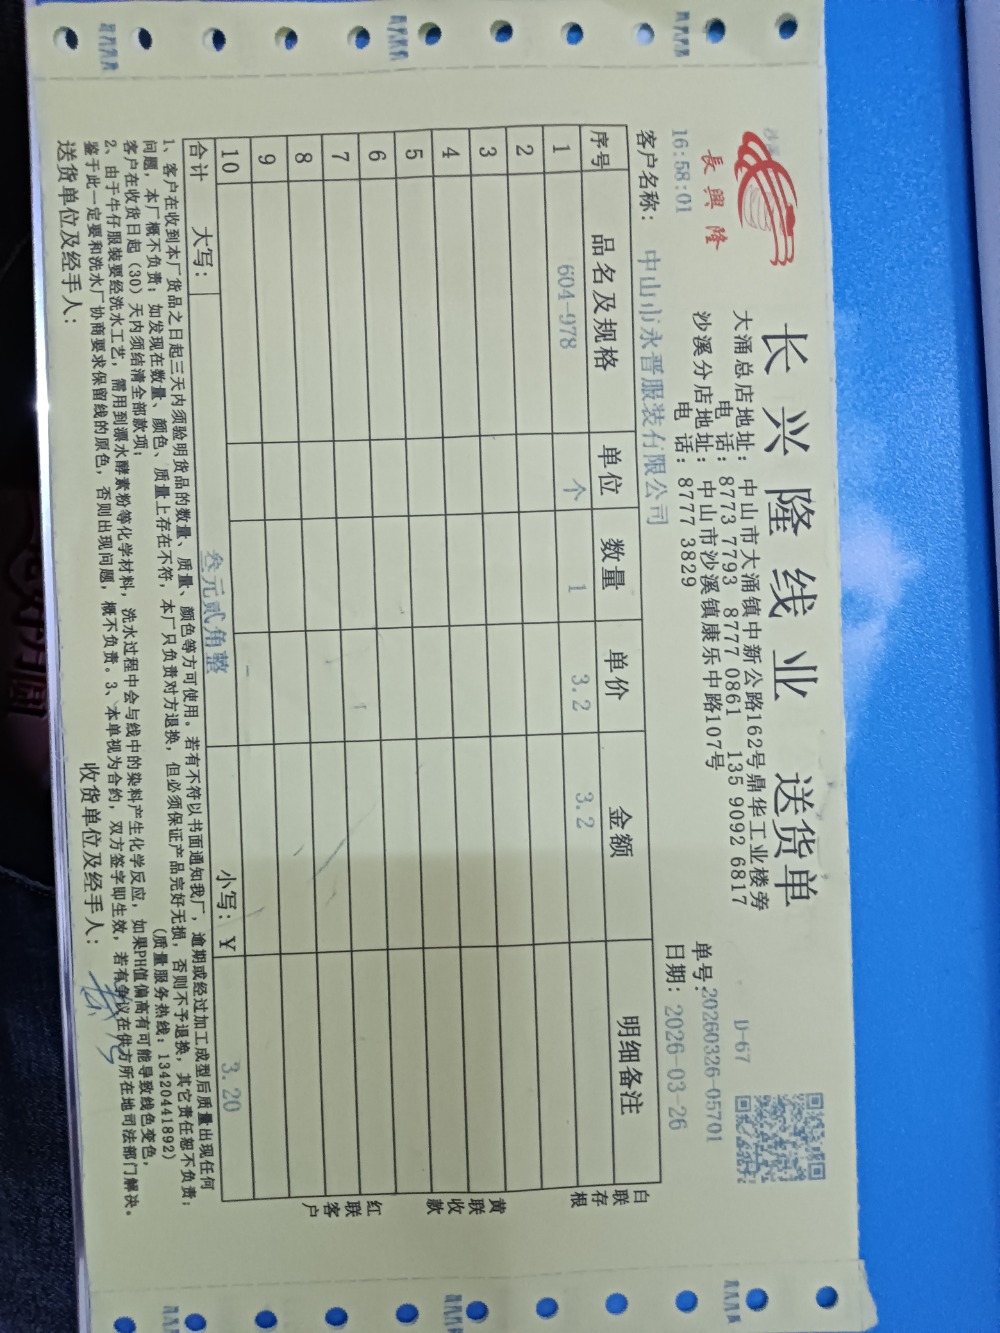 長興隆
长兴隆线业 送货单
D-67
大涌总店地址：中山市大涌镇中新公路162号鼎华工业楼旁
电 话：8773 7793 8777 0861 135 9092 6817
沙溪分店地址：中山市沙溪镇康乐中路107号
电 话：8777 3829
单号：20260326-05701
16:58:01
日期：2026-03-26
客户名称：中山市永晋服装有限公司
序号 品名及规格 单位 数量 单价 金额 明细备注
1 604-978 个 1 3.2 3.2
2
3
4
5
6
7
8
9
10
合计 大写：叁元贰角整 小写：¥ 3.20
白联存根
黄联收款
红联客户
1、客户在收到本厂货品之日起三天内须验明货品的数量、质量、颜色等方可使用。若有不符以书面通知我厂，逾期或经过加工成型后质量出现任何
问题，本厂概不负责；如发现在数量、颜色、质量上存在不符，本厂只负责对方退换，但必须保证产品完好无损，否则不予退换，其它责任恕不负责；
客户在收货日起（30）天内须结清全部款项； （质量服务热线：13420441892）
2、由于牛仔服装要经洗水工艺，需用到漂水酵素粉等化学材料，洗水过程中会与线中的染料产生化学反应，如果PH值偏高有可能导致线色变色，
鉴于此一定要和洗水厂协商要求保留线的原色，否则出现问题，概不负责。3、本单视为合约，双方签字即生效，若有争议在供方所在地司法部门解决。
送货单位及经手人： 收货单位及经手人：